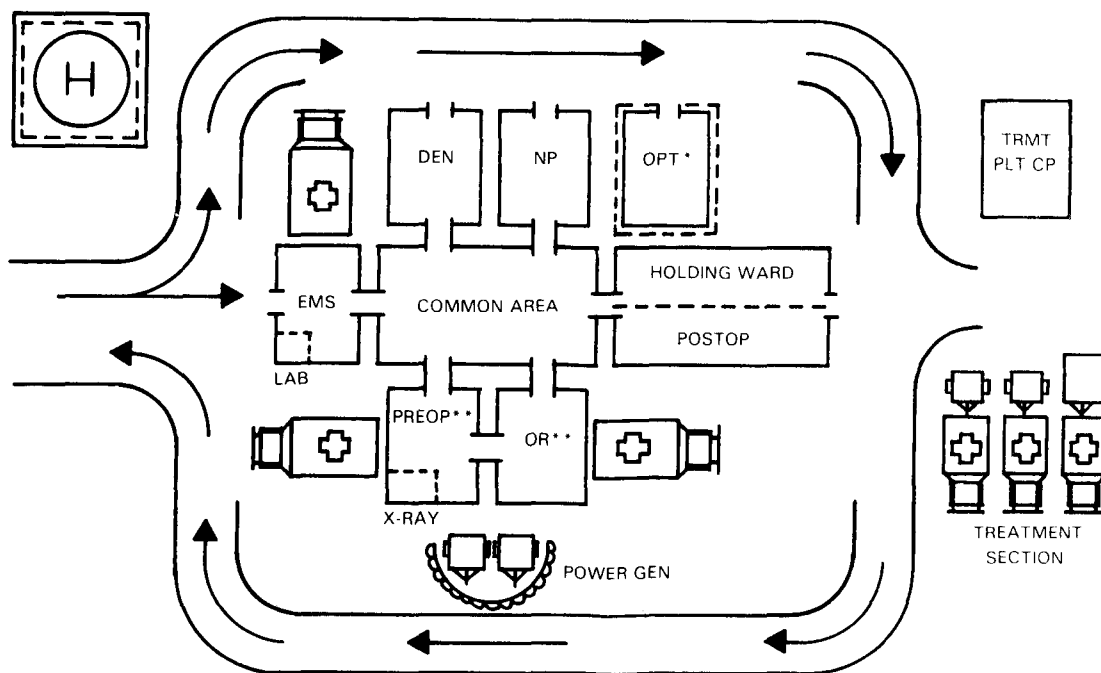 H
DEN
NP
OPT *
TRMT
PLT CP
EMS
COMMON AREA
HOLDING WARD
POSTOP
LAB
PREOP**
OR**
X-RAY
POWER GEN
TREATMENT
SECTION